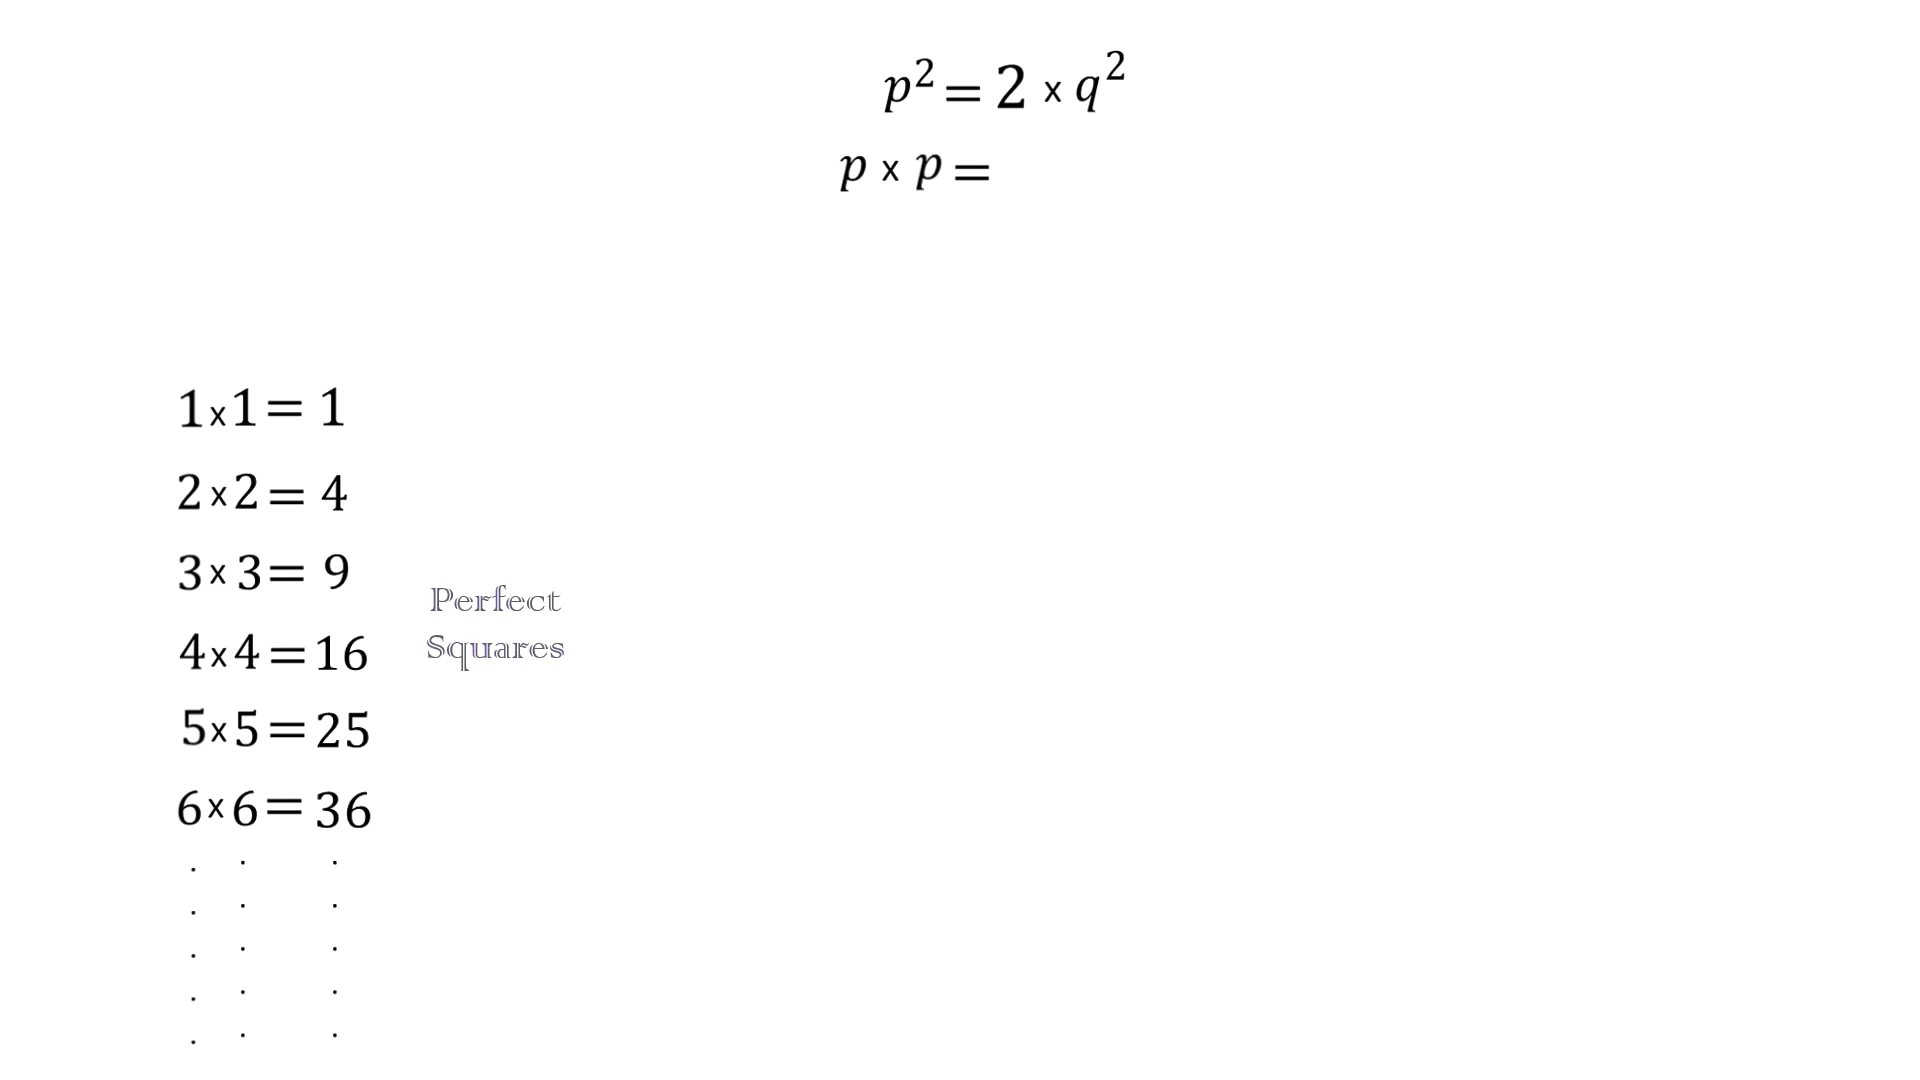 p² = 2 x q²
p x p =
1 x 1 = 1
2 x 2 = 4
3 x 3 = 9
4 x 4 = 16
5 x 5 = 25
6 x 6 = 36
Perfect
Squares
. . .
. . .
. . .
. . .
. . .